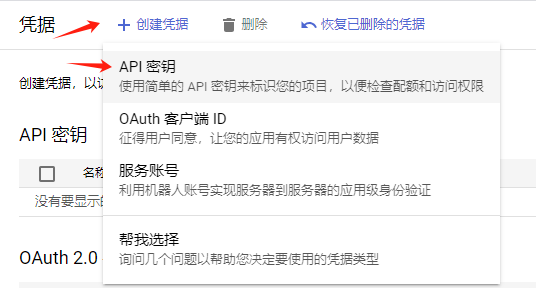 凭据 + 创建凭据 删除 恢复已删除的凭据
API 密钥
使用简单的 API 密钥来标识您的项目，以便检查配额和访问权限
创建凭据，以访
OAuth 客户端 ID
征得用户同意，让您的应用有权访问用户数据
API 密钥
服务账号
名称
利用机器人账号实现服务器到服务器的应用级身份验证
没有要显示的
帮我选择
OAuth 2.0
询问几个问题以帮助您决定要使用的凭据类型